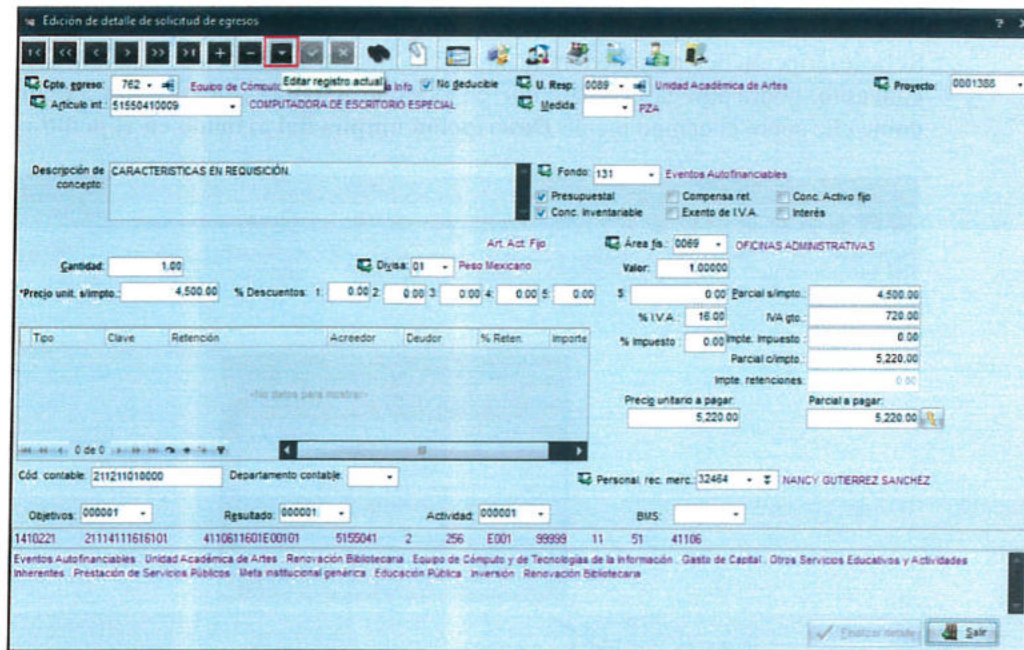 Edición de detalle de solicitud de egresos
Editar registro actual
Cpto. egreso: 762 Equipo de Cómputo la Info No deducible U. Resp: 0089 Unidad Académica de Artes Proyecto: 0001388
Artículo int.: 51550410009 COMPUTADORA DE ESCRITORIO ESPECIAL Medida: PZA
Descripción de concepto: CARACTERISTICAS EN REQUISICIÓN. Fondo: 131 Eventos Autofinanciables
Presupuestal Compensa ret. Conc. Activo fijo
Conc. Inventariable Exento de I.V.A. Interés
Art. Act. Fijo Área fis.: 0069 OFICINAS ADMINISTRATIVAS
Cantidad: 1.00 Divisa: 01 Peso Mexicano Valor: 1.00000
*Precio unit. s/impto.: 4,500.00 % Descuentos: 1: 0.00 2: 0.00 3: 0.00 4: 0.00 5: 0.00 $: 0.00 Parcial s/impto.: 4,500.00
% I.V.A.: 16.00 IVA gto.: 720.00
Tipo Clave Retención Acreedor Deudor % Reten. Importe
% Impuesto: 0.00 Impte. Impuesto: 0.00
Parcial c/impto.: 5,220.00
Impte. retenciones: 0.00
<No datos para mostrar>
Precio unitario a pagar: Parcial a pagar:
5,220.00 5,220.00
0 de 0
Cód. contable: 211211010000 Departamento contable: Personal. rec. merc.: 32464 NANCY GUTIERREZ SANCHEZ
Objetivos: 000001 Resultado: 000001 Actividad: 000001 BMS:
1410221 21114111616101 4110611601E00101 5155041 2 256 E001 99999 11 51 41106
Eventos Autofinanciables . Unidad Académica de Artes . Renovación Bibliotecaria . Equipo de Cómputo y de Tecnologías de la Información . Gasto de Capital . Otros Servicios Educativos y Actividades
Inherentes . Prestación de Servicios Públicos . Meta institucional genérica . Educación Pública . Inversión . Renovación Bibliotecaria
Finalizar detalle Salir